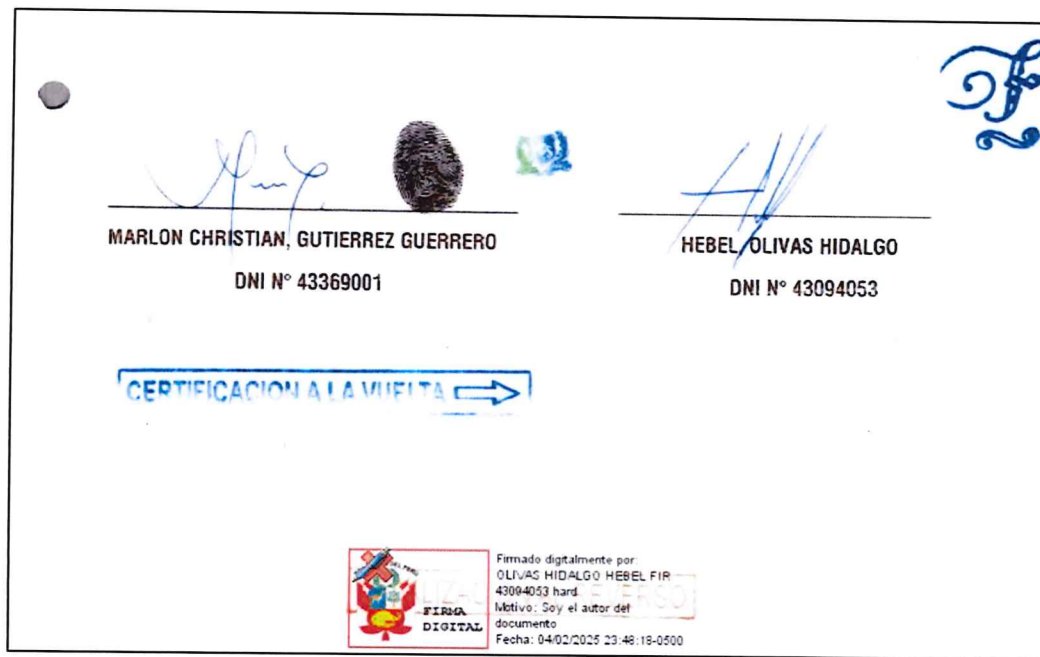 MARLON CHRISTIAN, GUTIERREZ GUERRERO
DNI N° 43369001
HEBEL, OLIVAS HIDALGO
DNI N° 43094053
CERTIFICACION A LA VUELTA
FIRMA
DIGITAL
Firmado digitalmente por:
OLIVAS HIDALGO HEBEL FIR
43094053 hard
Motivo: Soy el autor del
documento
Fecha: 04/02/2025 23:48:18-0500